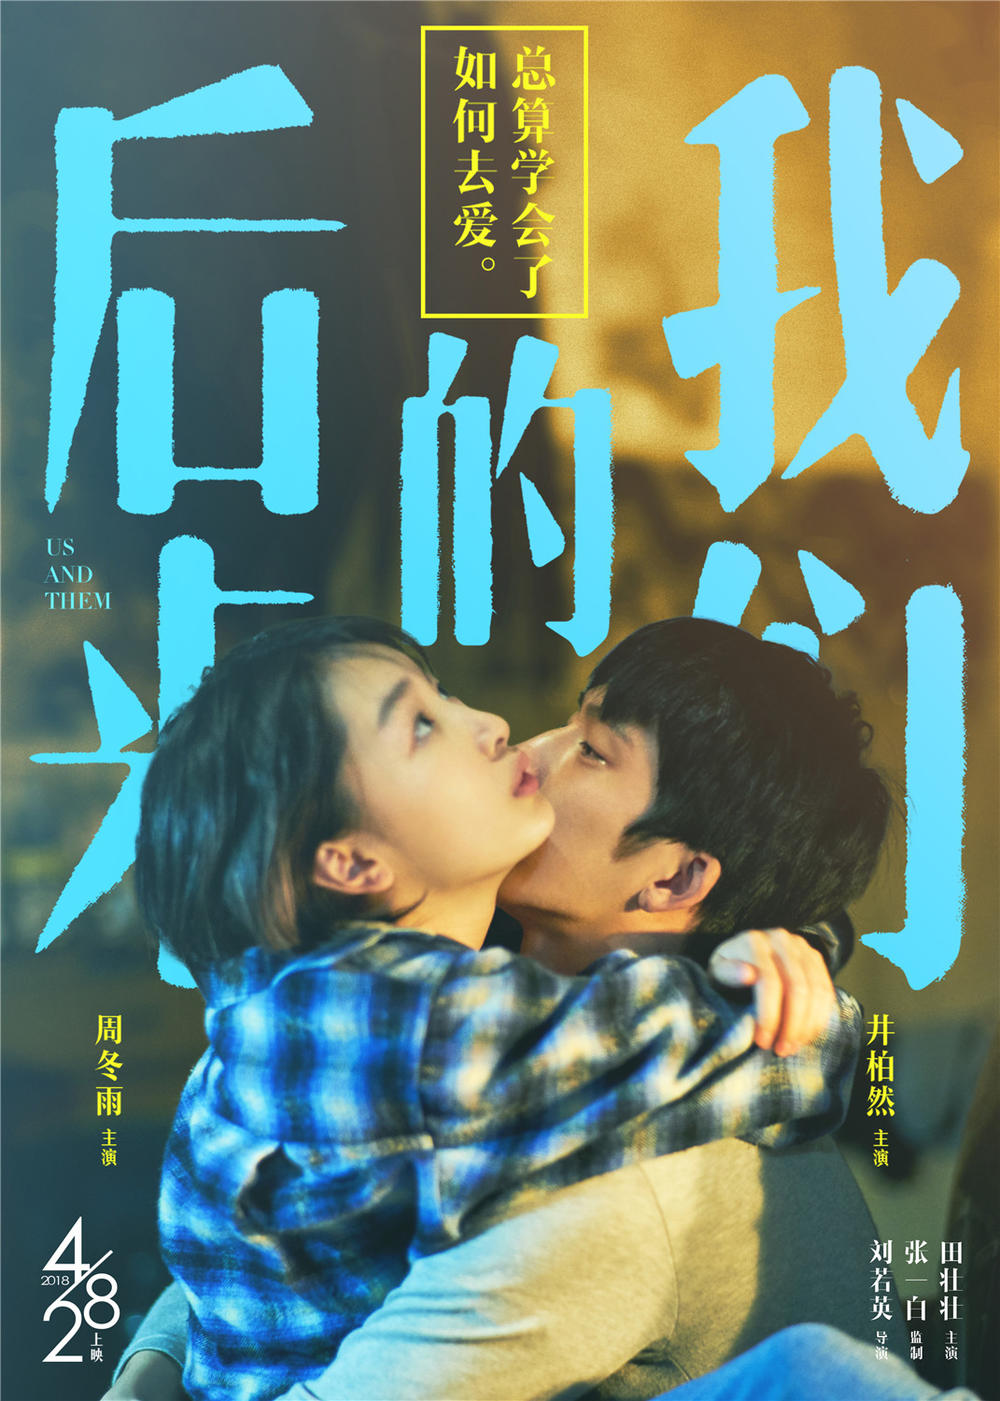 总算学会了
如何去爱。
后来
的
我们
US
AND
THEM
周冬雨 主演
井柏然 主演
田壮壮 主演
张一白 监制
刘若英 导演
4/28
2018
上映